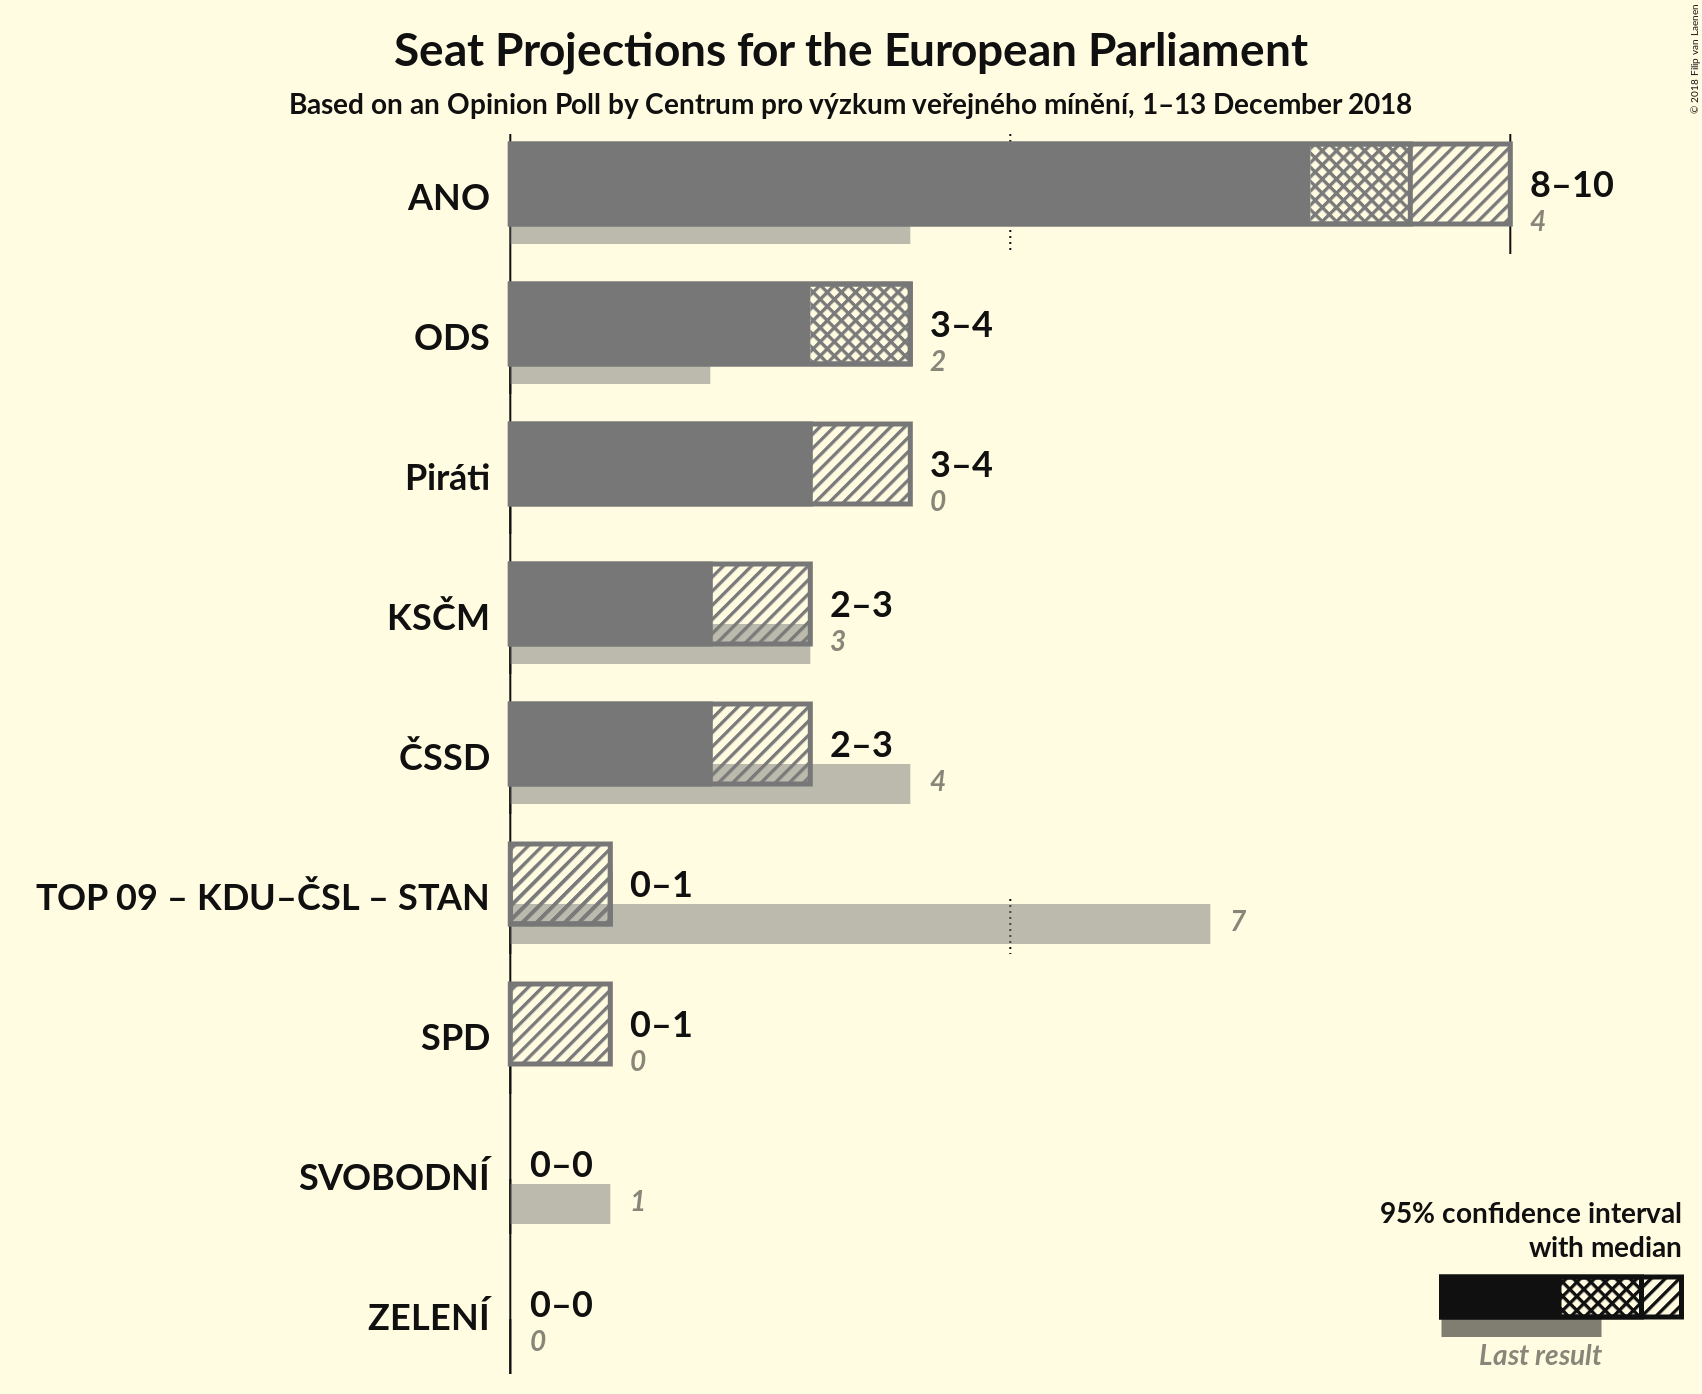 Seat Projections for the European Parliament
Based on an Opinion Poll by Centrum pro výzkum veřejného mínění, 1–13 December 2018
© 2018 Filip van Laenen
ANO
8–10
4
ODS
3–4
2
Piráti
3–4
0
KSČM
2–3
3
ČSSD
2–3
4
TOP 09 – KDU–ČSL – STAN
0–1
7
SPD
0–1
0
SVOBODNÍ
0–0
1
ZELENÍ
0–0
0
95% confidence interval
with median
Last result